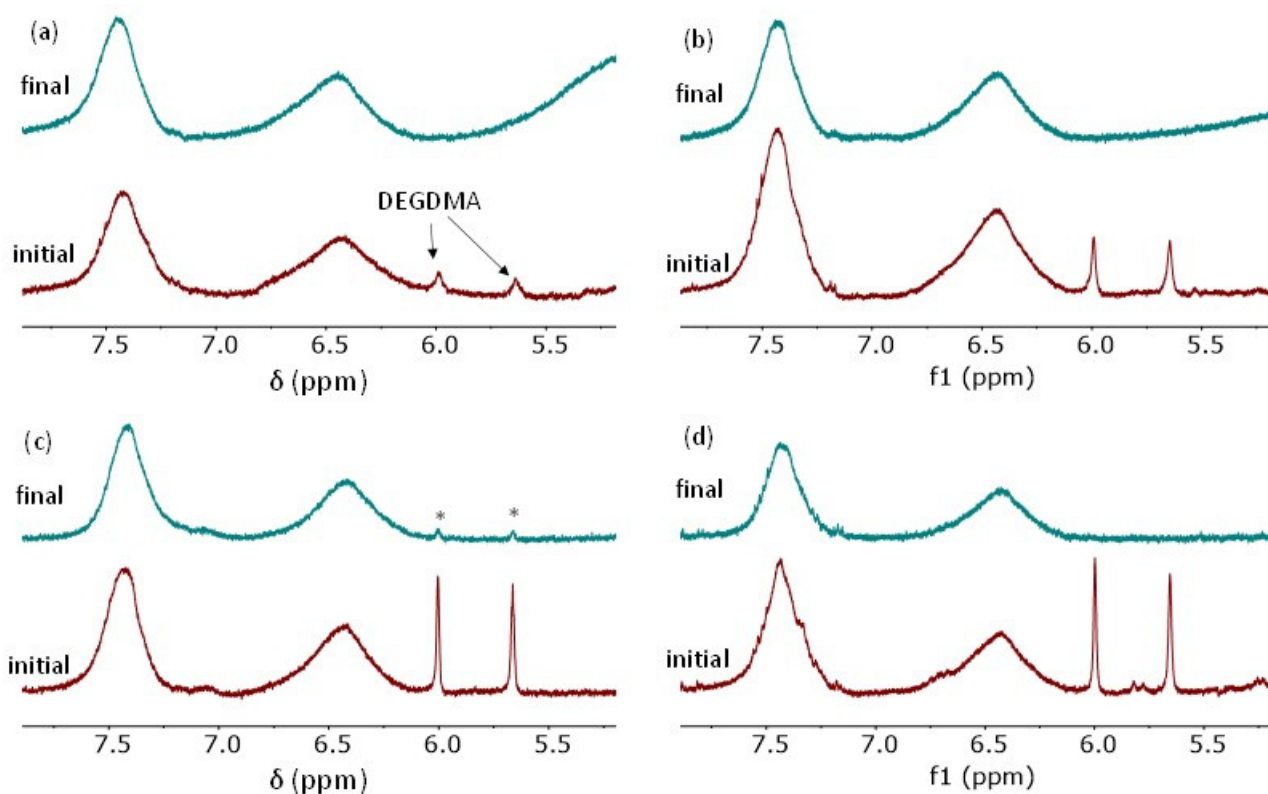 (a)
final
DEGDMA
initial
7.5 7.0 6.5 6.0 5.5
δ (ppm)
(b)
final
initial
7.5 7.0 6.5 6.0 5.5
f1 (ppm)
(c)
final
* *
initial
7.5 7.0 6.5 6.0 5.5
δ (ppm)
(d)
final
initial
7.5 7.0 6.5 6.0 5.5
f1 (ppm)